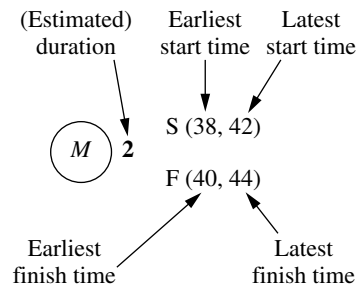 (Estimated)
duration
Earliest
start time
Latest
start time
S (38, 42)
M 2
F (40, 44)
Earliest
finish time
Latest
finish time